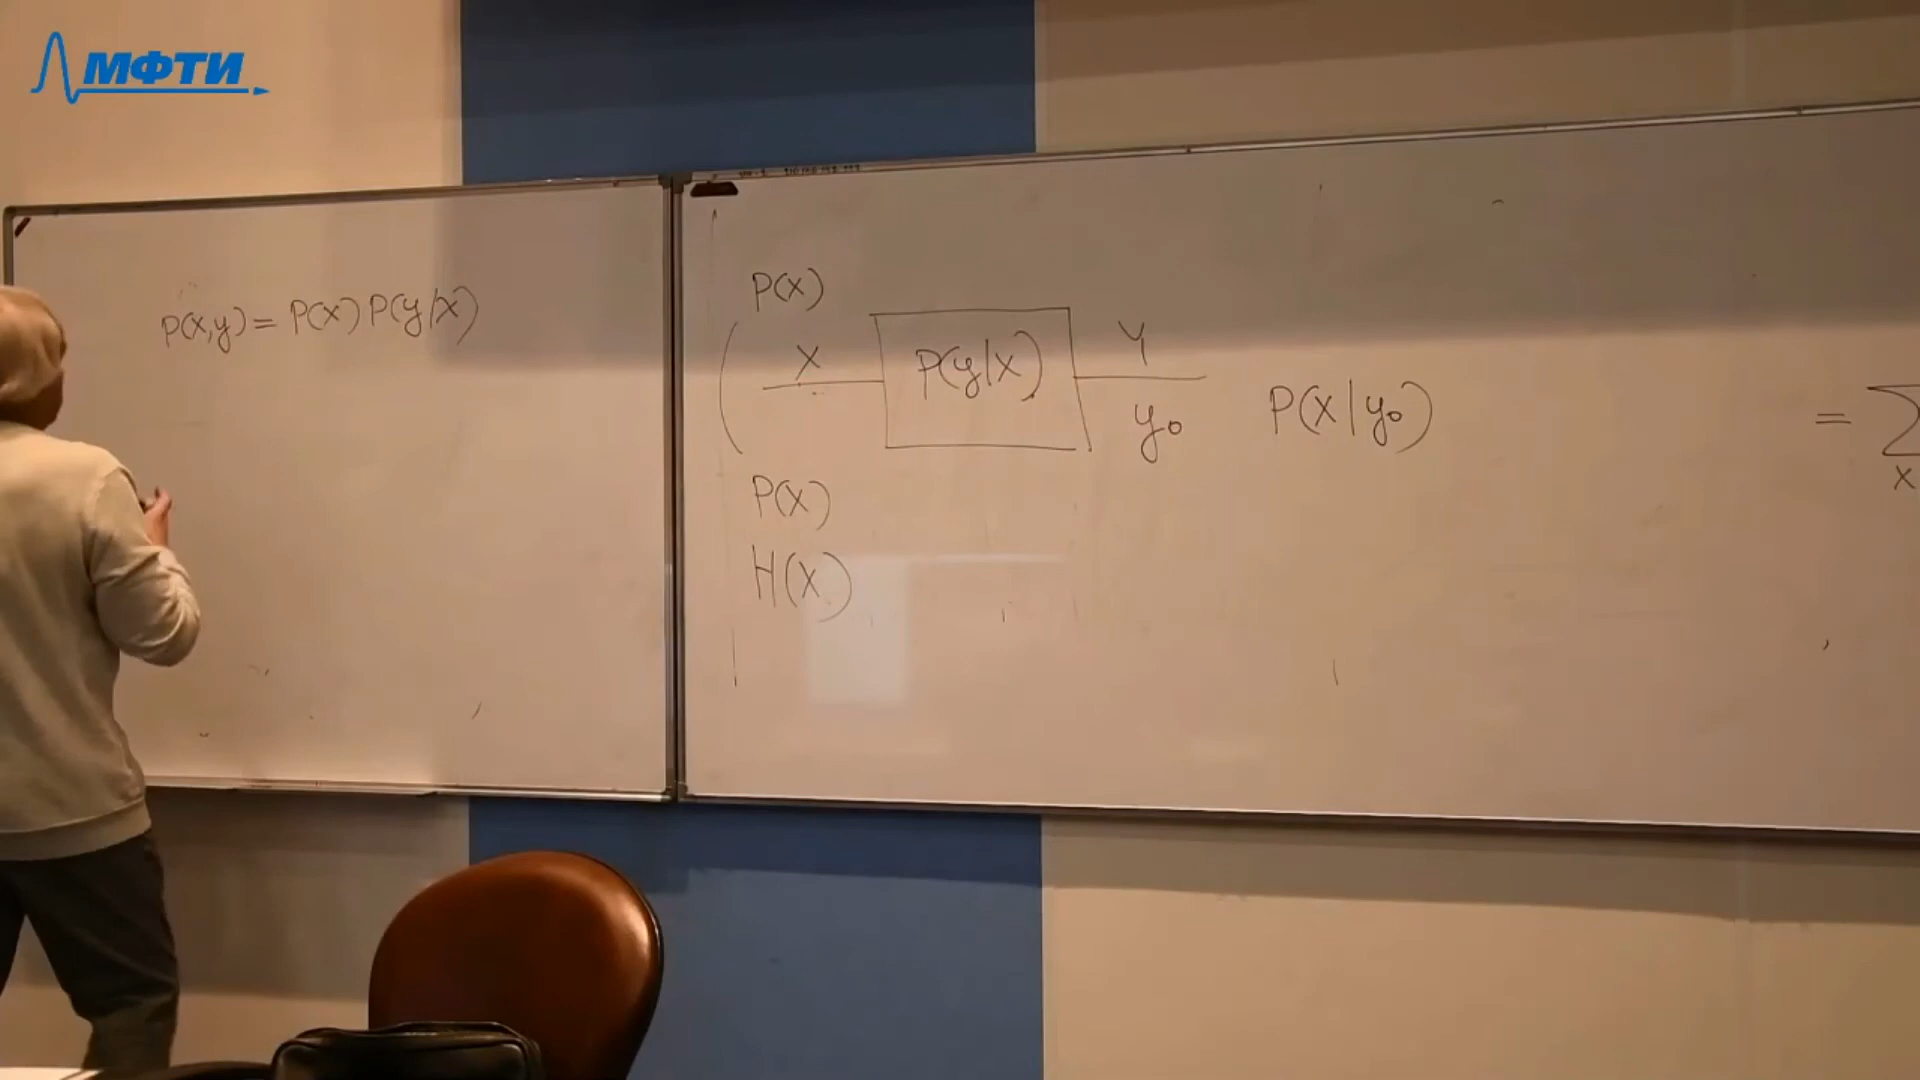 МФТИ
P(x,y) = P(x) P(y|x)
P(x)
X P(y|x) Y
y₀ P(x|y₀)
= ∑
x
P(x)
H(X)